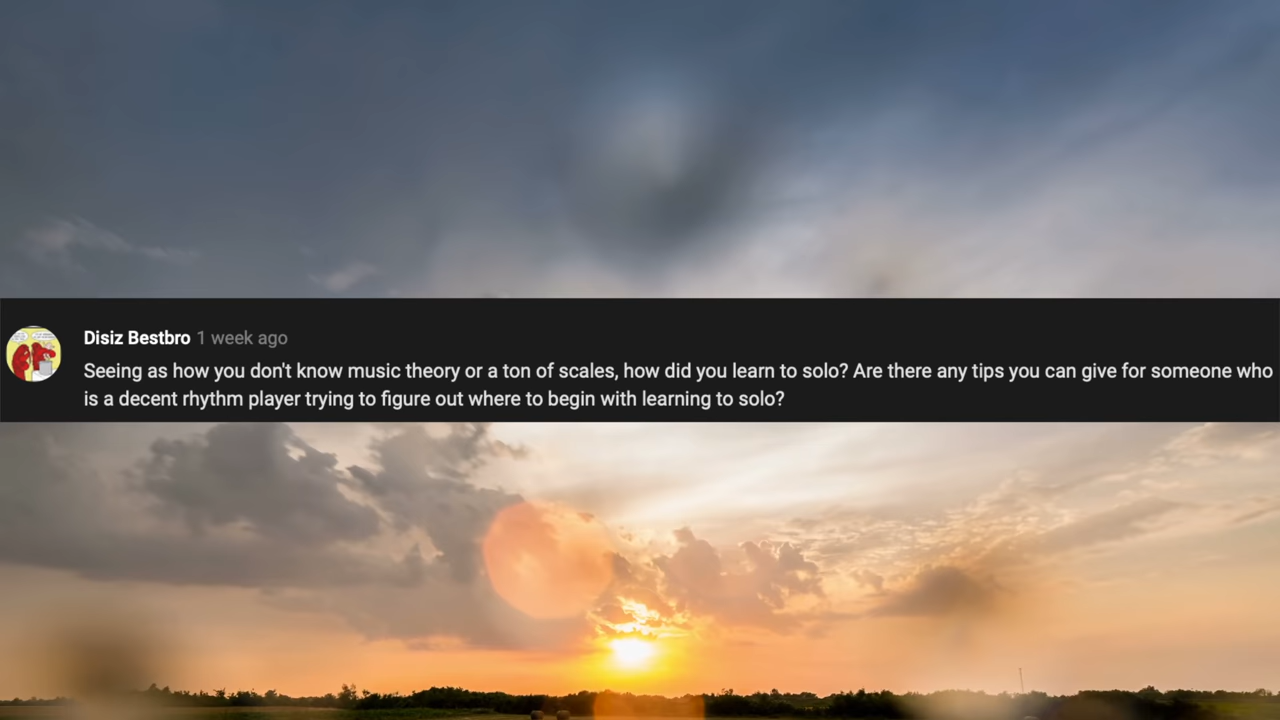 Disiz Bestbro 1 week ago
Seeing as how you don't know music theory or a ton of scales, how did you learn to solo? Are there any tips you can give for someone who
is a decent rhythm player trying to figure out where to begin with learning to solo?